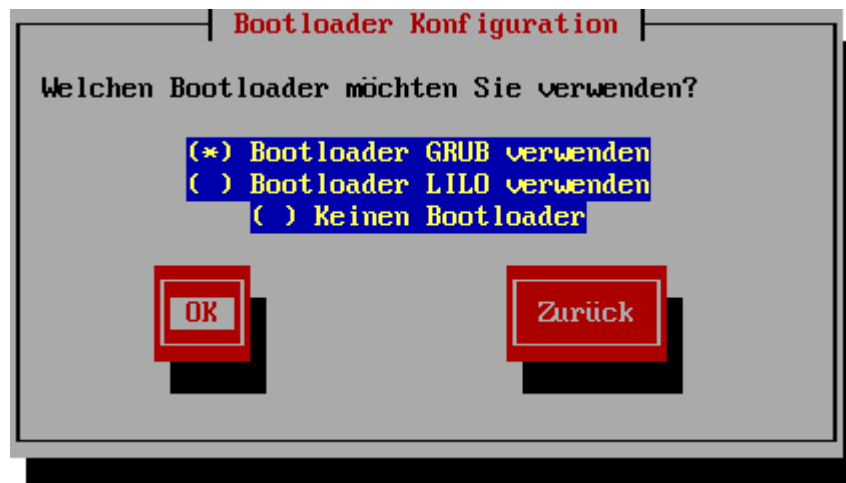 Bootloader Konfiguration
Welchen Bootloader möchten Sie verwenden?
(*) Bootloader GRUB verwenden
( ) Bootloader LILO verwenden
( ) Keinen Bootloader
OK
Zurück